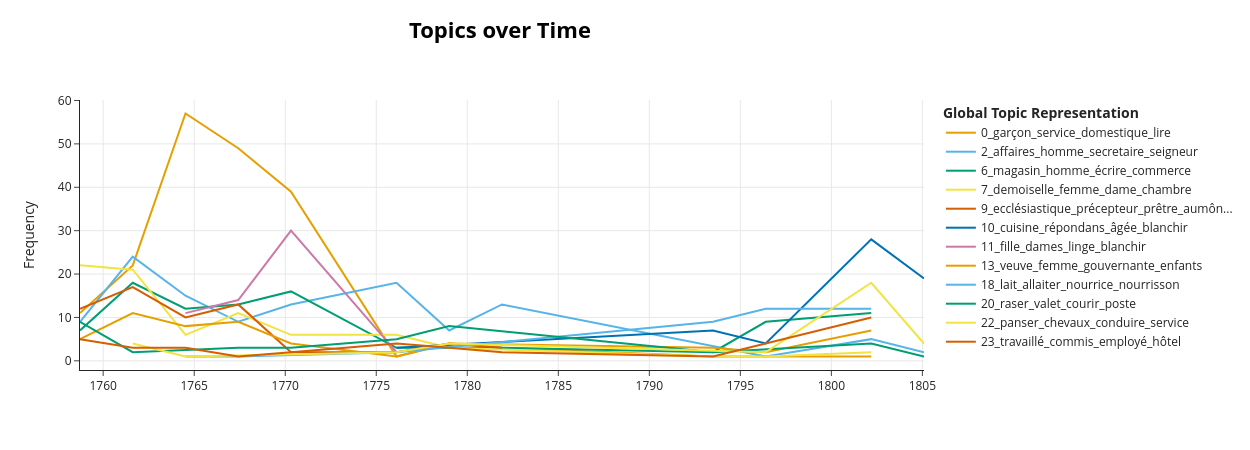 Topics over Time
Frequency
60
50
40
30
20
10
0
1760 1765 1770 1775 1780 1785 1790 1795 1800 1805
Global Topic Representation
0_garçon_service_domestique_lire
2_affaires_homme_secretaire_seigneur
6_magasin_homme_écrire_commerce
7_demoiselle_femme_dame_chambre
9_ecclésiastique_précepteur_prêtre_aumôn...
10_cuisine_répondans_âgée_blanchir
11_fille_dames_linge_blanchir
13_veuve_femme_gouvernante_enfants
18_lait_allaiter_nourrice_nourrisson
20_raser_valet_courir_poste
22_panser_chevaux_conduire_service
23_travaillé_commis_employé_hôtel